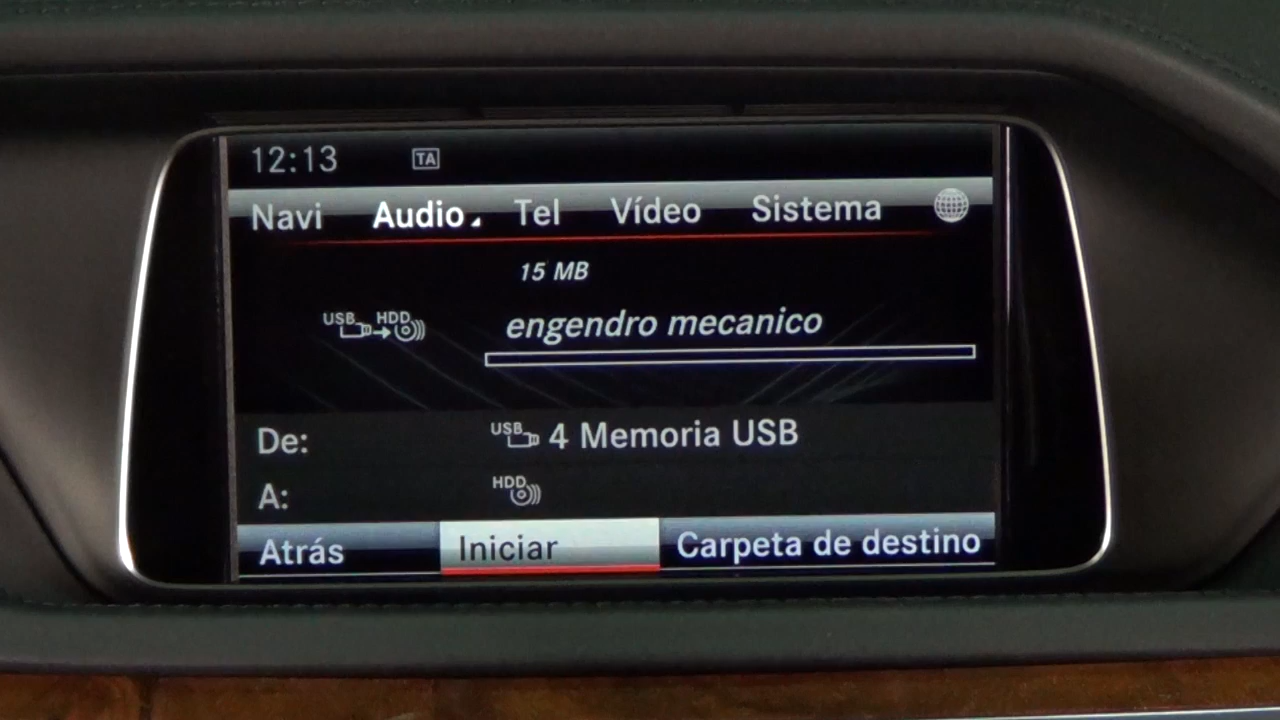 12:13 TA
Navi Audio Tel Vídeo Sistema
15 MB
USB HDD engendro mecanico
De: USB 4 Memoria USB
A: HDD
Atrás Iniciar Carpeta de destino